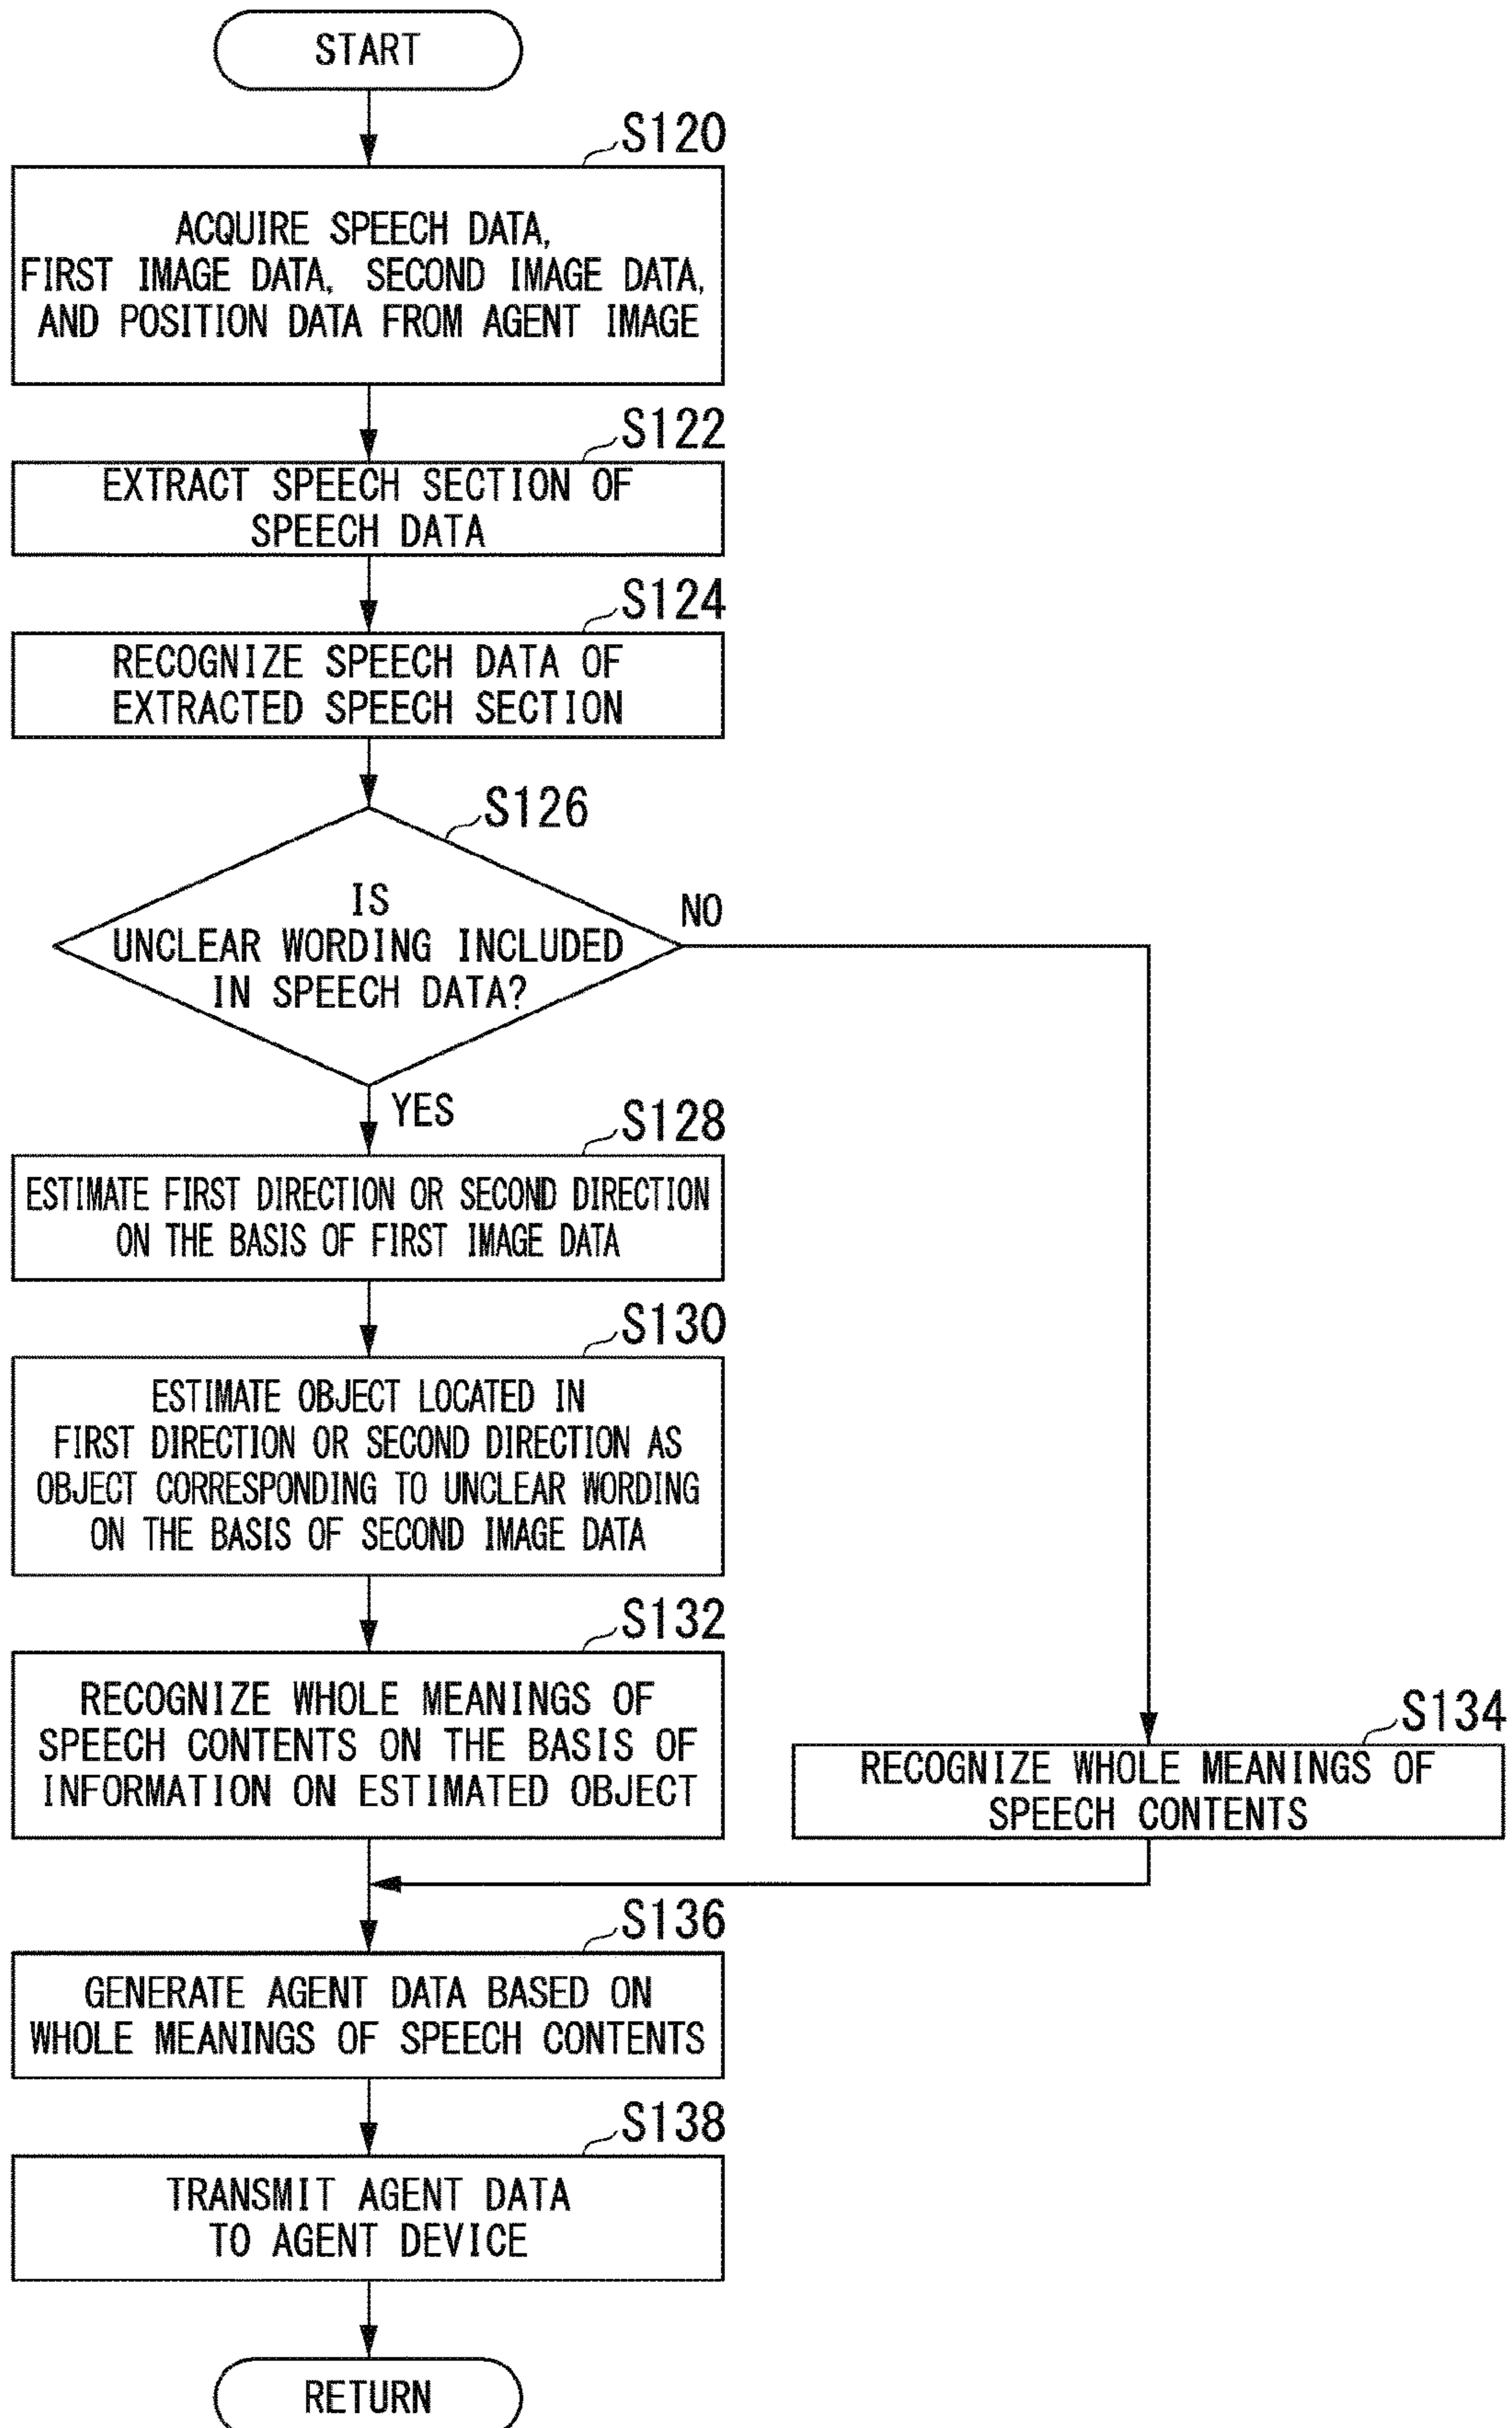 START
S120
ACQUIRE SPEECH DATA,
FIRST IMAGE DATA, SECOND IMAGE DATA,
AND POSITION DATA FROM AGENT IMAGE
S122
EXTRACT SPEECH SECTION OF
SPEECH DATA
S124
RECOGNIZE SPEECH DATA OF
EXTRACTED SPEECH SECTION
S126
IS
UNCLEAR WORDING INCLUDED
IN SPEECH DATA?
NO
YES
S128
ESTIMATE FIRST DIRECTION OR SECOND DIRECTION
ON THE BASIS OF FIRST IMAGE DATA
S130
ESTIMATE OBJECT LOCATED IN
FIRST DIRECTION OR SECOND DIRECTION AS
OBJECT CORRESPONDING TO UNCLEAR WORDING
ON THE BASIS OF SECOND IMAGE DATA
S132
RECOGNIZE WHOLE MEANINGS OF
SPEECH CONTENTS ON THE BASIS OF
INFORMATION ON ESTIMATED OBJECT
S134
RECOGNIZE WHOLE MEANINGS OF
SPEECH CONTENTS
S136
GENERATE AGENT DATA BASED ON
WHOLE MEANINGS OF SPEECH CONTENTS
S138
TRANSMIT AGENT DATA
TO AGENT DEVICE
RETURN